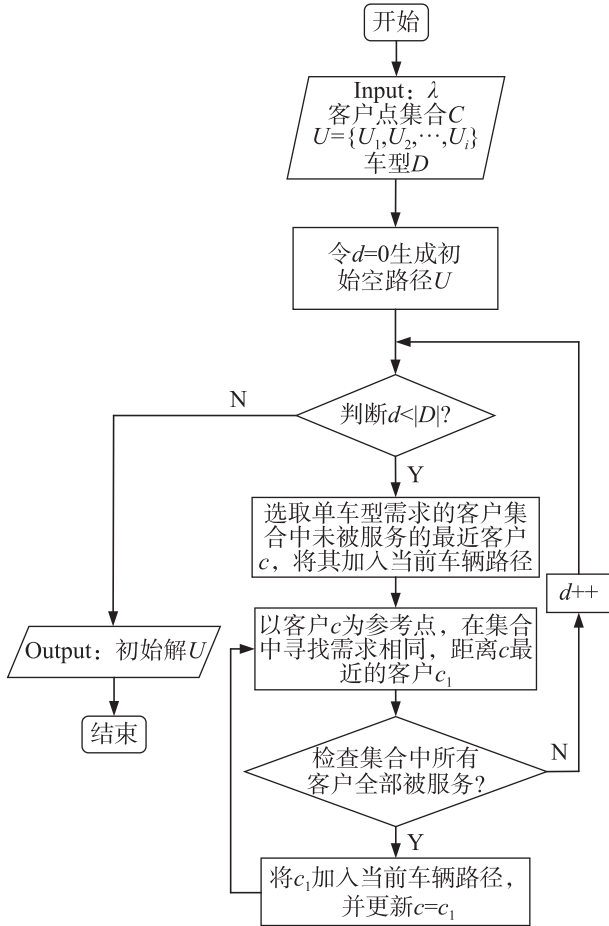 开始
Input：λ
客户点集合C
U={U₁,U₂,⋯,Uᵢ}
车型D
令d=0生成初
始空路径U
判断d<|D|?
N
Y
选取单车型需求的客户集
合中未被服务的最近客户
c，将其加入当前车辆路径
d++
以客户c为参考点，在集合
中寻找需求相同，距离c最
近的客户c₁
Output：初始解U
结束
检查集合中所有
客户全部被服务?
N
Y
将c₁加入当前车辆路径，
并更新c=c₁